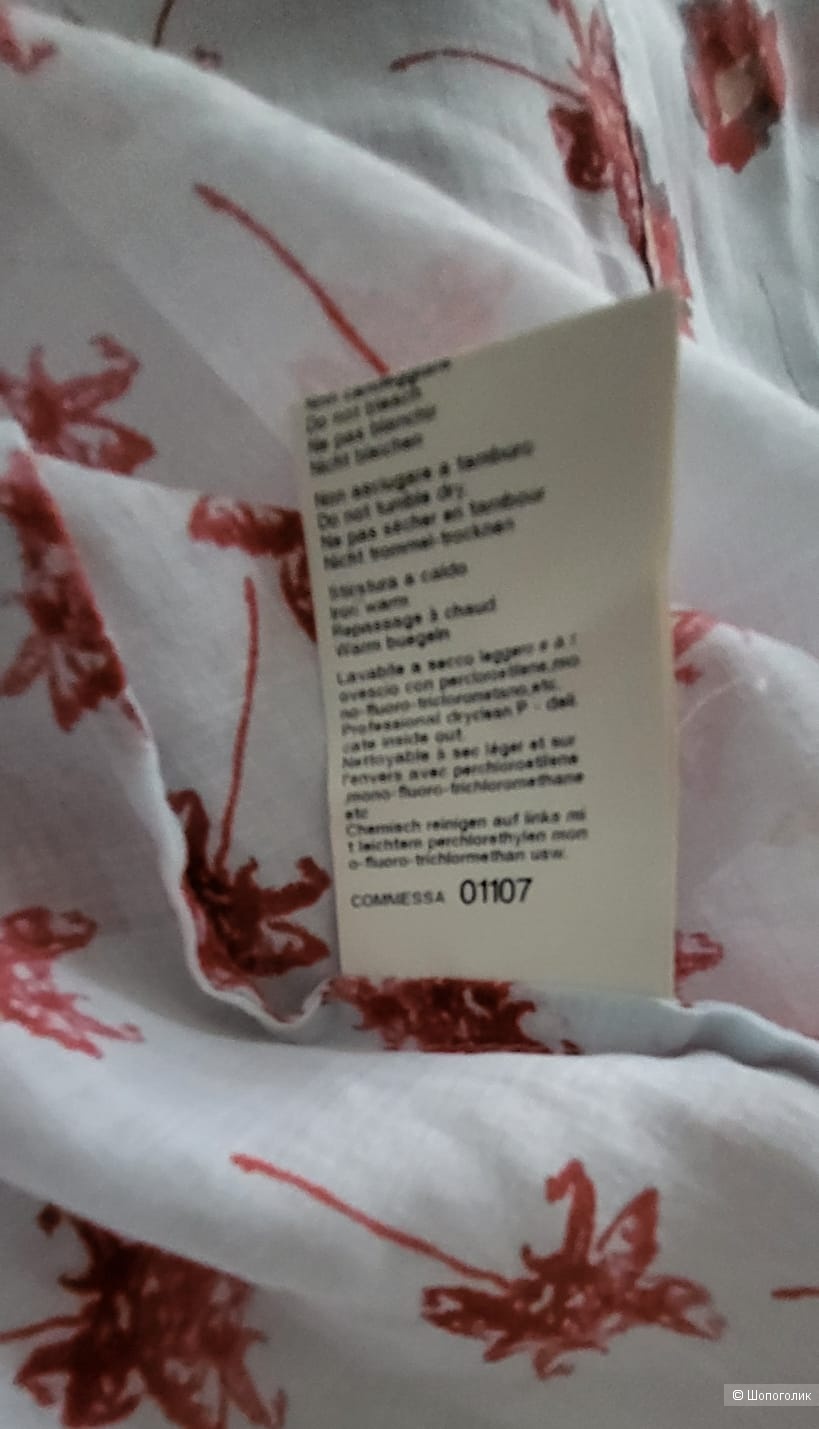 Non candeggiare
Do not bleach
Ne pas blanchir
Nicht bleichen
Non asciugare a tamburo
Do not tumble dry.
Ne pas sécher en tambour
Nicht trommel-trocknen
Stiratura a caldo
Iron warm
Repassage à chaud
Warm buegeln
Lavabile a secco leggero e a r
ovescio con percloroetilene,mo
no-fluoro-triclorometano,etc.
Professional dryclean P - deli
cate inside out.
Nettoyable à sec léger et sur
l'envers avec perchloroetilene
,mono-fluoro-trichloromethane
etc
Chemisch reinigen auf links mi
t leichtem perchlorethylen mon
o-fluoro-trichlormethan usw.
COMMESSA 01107
© Шопоголик